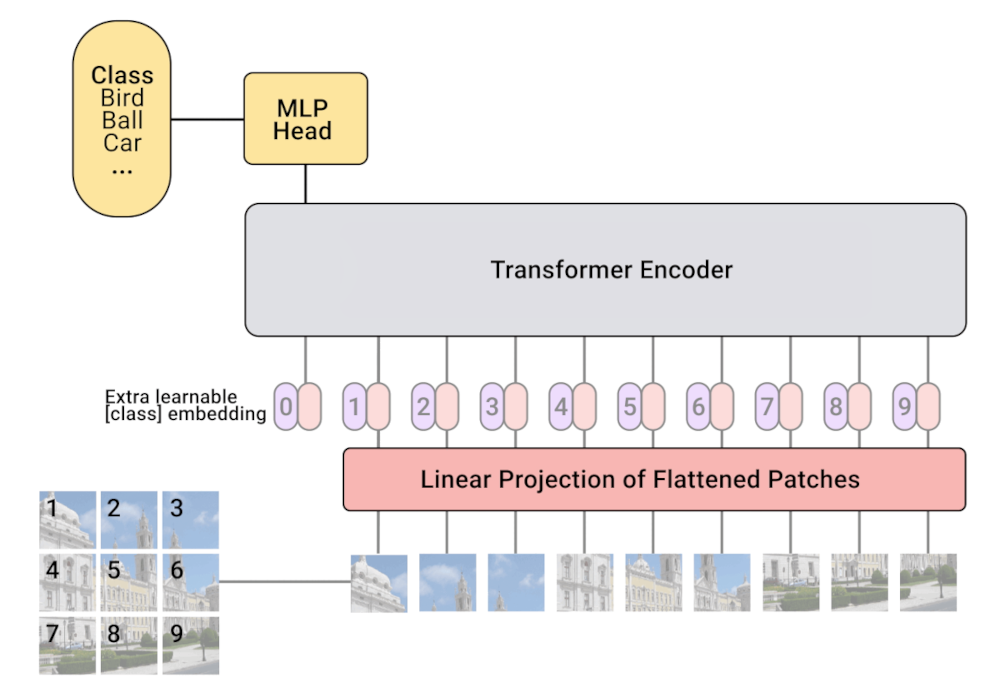 Class
Bird
Ball
Car
...
MLP
Head
Transformer Encoder
Extra learnable
[class] embedding
0 1 2 3 4 5 6 7 8 9
Linear Projection of Flattened Patches
1 2 3
4 5 6
7 8 9